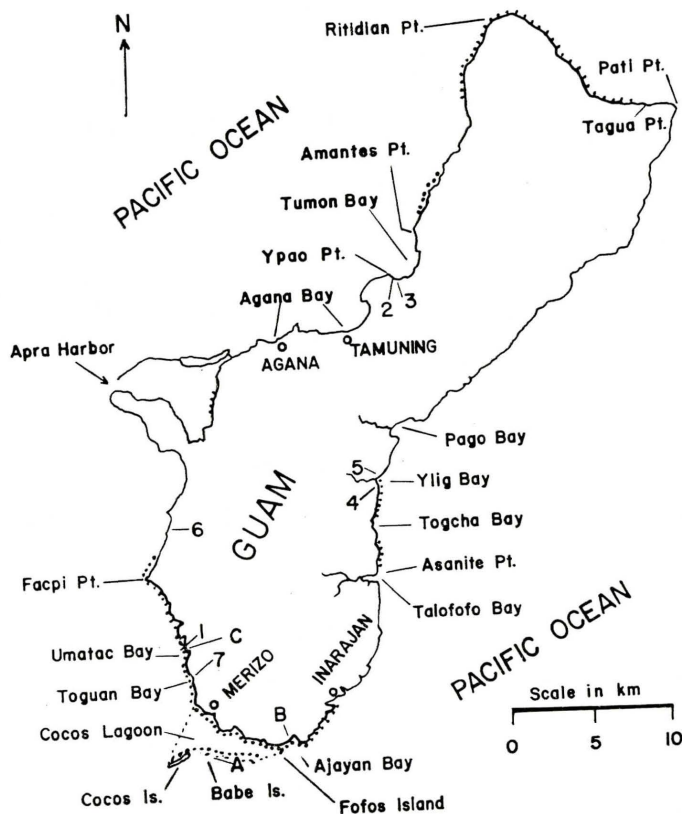 N
Ritidian Pt.
Pati Pt.
PACIFIC OCEAN
Tagua Pt.
Amantes Pt.
Tumon Bay
Ypao Pt.
2 3
Agana Bay
Apra Harbor
AGANA
TAMUNING
Pago Bay
GUAM
5
Ylig Bay
4
Togcha Bay
6
Asanite Pt.
Facpi Pt.
Talofofo Bay
PACIFIC OCEAN
1
C
Umatac Bay
7
MERIZO
INARAJAN
Toguan Bay
Scale in km
0 5 10
Cocos Lagoon
B
A
Ajayan Bay
Cocos Is.
Babe Is.
Fofos Island